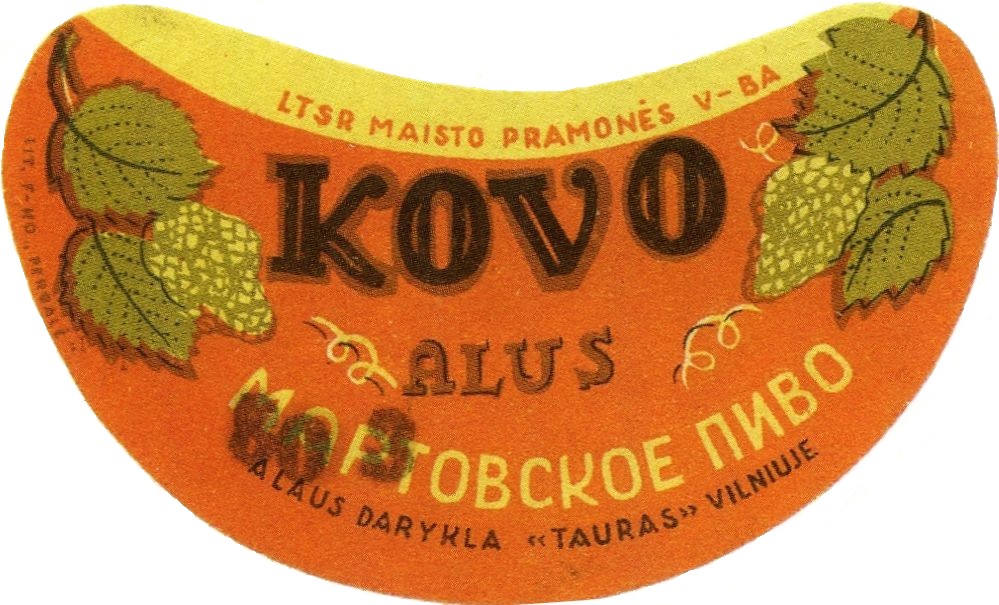 LTSR MAISTO PRAMONĖS V-BA
KOVO
ALUS
МАРТОВСКОЕ ПИВО
ALAUS DARYKLA «TAURAS» VILNIUJE